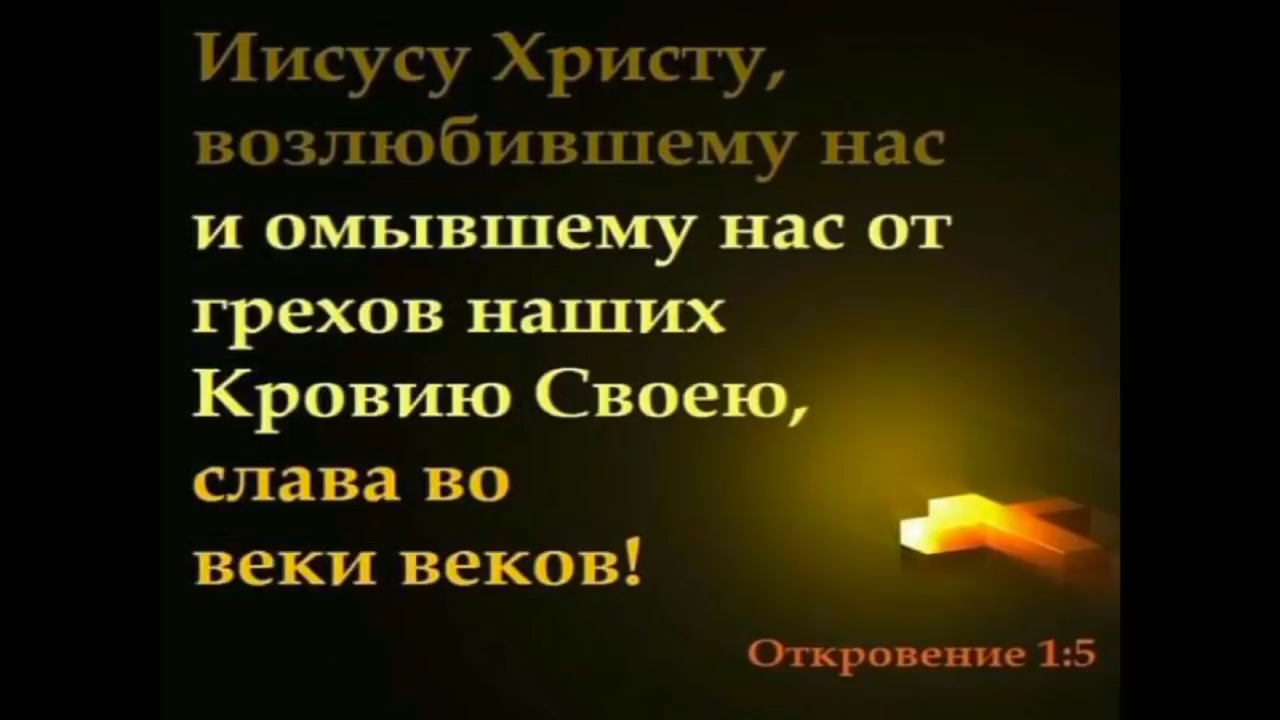 Иисусу Христу,
возлюбившему нас
и омывшему нас от
грехов наших
Кровию Своею,
слава во
веки веков!
Откровение 1:5